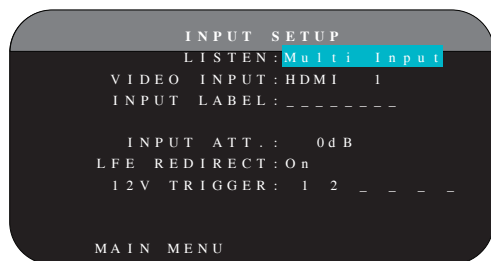 INPUT SETUP
LISTEN: Multi Input
VIDEO INPUT: HDMI 1
INPUT LABEL: _ _ _ _ _ _ _ _
INPUT ATT.: 0dB
LFE REDIRECT: On
12V TRIGGER: 1 2 _ _ _ _
MAIN MENU